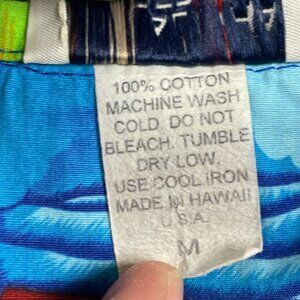 100% COTTON
MACHINE WASH
COLD. DO NOT
BLEACH. TUMBLE
DRY LOW.
USE COOL IRON
MADE IN HAWAII
U.S.A.
M